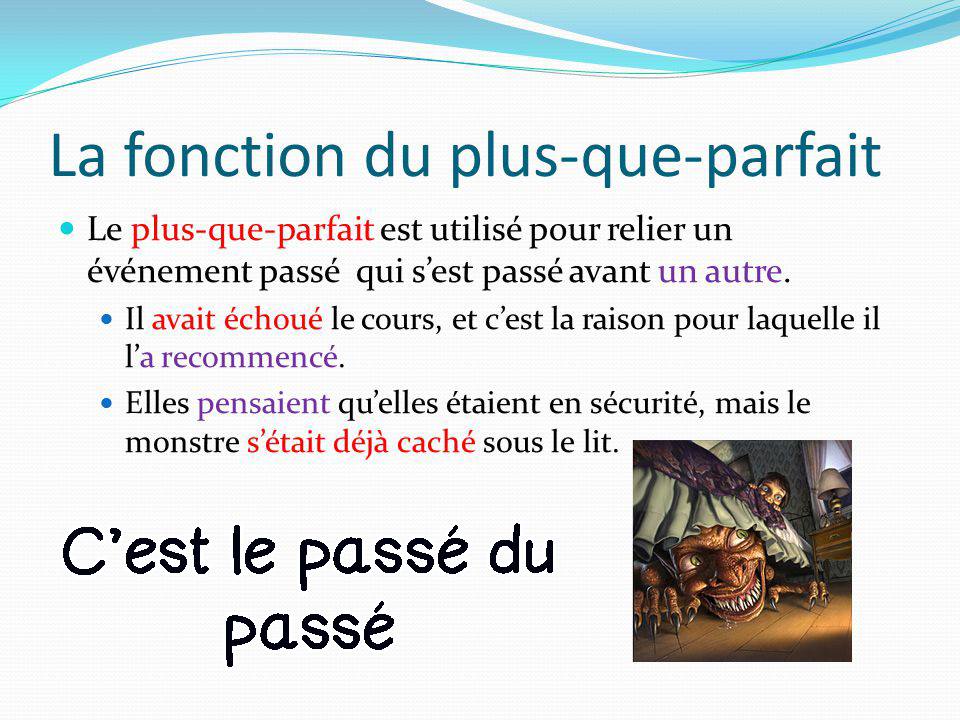 La fonction du plus-que-parfait
Le plus-que-parfait est utilisé pour relier un
événement passé qui s’est passé avant un autre.
Il avait échoué le cours, et c’est la raison pour laquelle il
l’a recommencé.
Elles pensaient qu’elles étaient en sécurité, mais le
monstre s’était déjà caché sous le lit.
C’est le passé du
passé